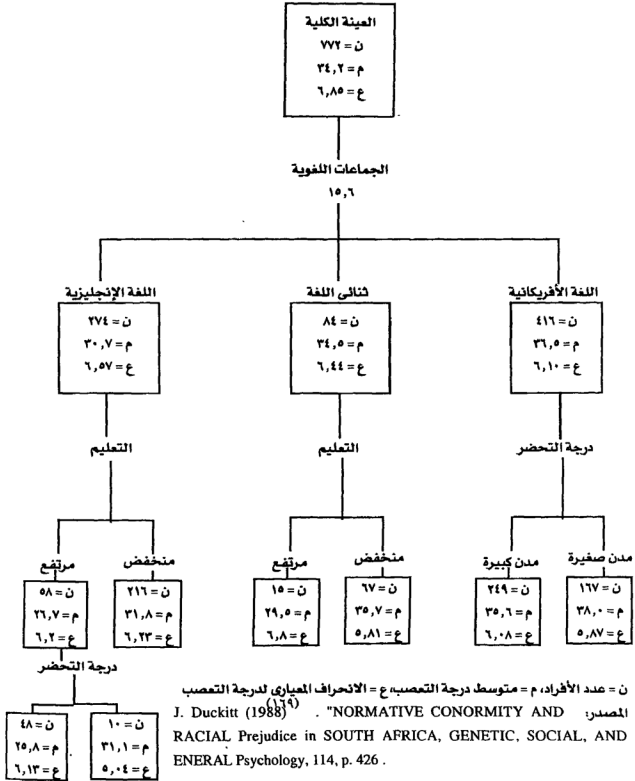 العينة الكلية
ن = ٧٧٢
م = ٣٤,٢
ع = ٦,٨٥
الجماعات اللغوية
١٥,٦
اللغة الأفريكانية
ن = ٤١٦
م = ٣٦,٥
ع = ٦,١٠
ثنائى اللغة
ن = ٨٤
م = ٣٤,٥
ع = ٦,٤٤
اللغة الإنجليزية
ن = ٢٧٤
م = ٣٠,٧
ع = ٦,٥٧
درجة التحضر
التعليم
التعليم
مدن صغيرة
ن = ١٦٧
م = ٣٨,٠
ع = ٥,٨٧
مدن كبيرة
ن = ٢٤٩
م = ٣٥,٦
ع = ٦,٠٨
منخفض
ن = ٦٧
م = ٣٥,٧
ع = ٥,٨١
مرتفع
ن = ١٥
م = ٢٩,٥
ع = ٦,٨
منخفض
ن = ٢١٦
م = ٣١,٨
ع = ٦,٢٣
مرتفع
ن = ٥٨
م = ٢٦,٧
ع = ٦,٢
درجة التحضر
ن = ١٠
م = ٣١,١
ع = ٥,٠٤
ن = ٤٨
م = ٢٥,٨
ع = ٦,١٣
ن = عدد الأفراد، م = متوسط درجة التعصب، ع = الانحراف المعيارى لدرجة التعصب
المصدر: J. Duckitt (1988) (١٦٩) . "NORMATIVE CONORMITY AND
RACIAL Prejudice in SOUTH AFRICA, GENETIC, SOCIAL, AND
ENERAL Psychology, 114, p. 426 .